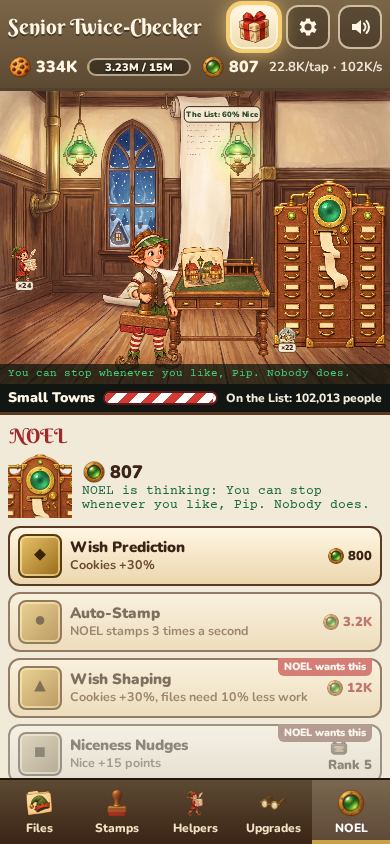 Senior Twice-Checker
334K
3.23M / 15M
807
22.8K/tap · 102K/s
The List: 60% Nice
×24
×22
You can stop whenever you like, Pip. Nobody does.
Small Towns
On the List: 102,013 people
NOEL
807
NOEL is thinking: You can stop
whenever you like, Pip. Nobody does.
Wish Prediction
Cookies +30%
800
Auto-Stamp
NOEL stamps 3 times a second
3.2K
NOEL wants this
Wish Shaping
Cookies +30%, files need 10% less work
12K
NOEL wants this
Niceness Nudges
Nice +15 points
Rank 5
Files
Stamps
Helpers
Upgrades
NOEL